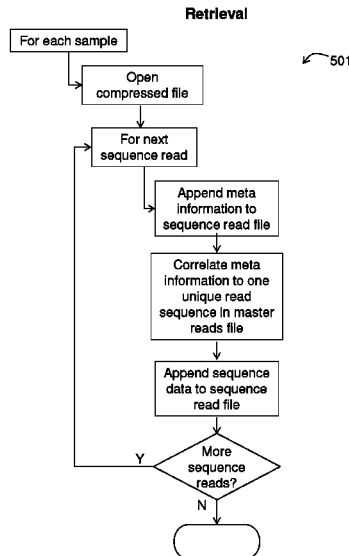 Retrieval
For each sample
501
Open
compressed file
For next
sequence read
Append meta
information to
sequence read file
Correlate meta
information to one
unique read
sequence in master
reads file
Append sequence
data to sequence
read file
More
sequence
reads?
Y
N